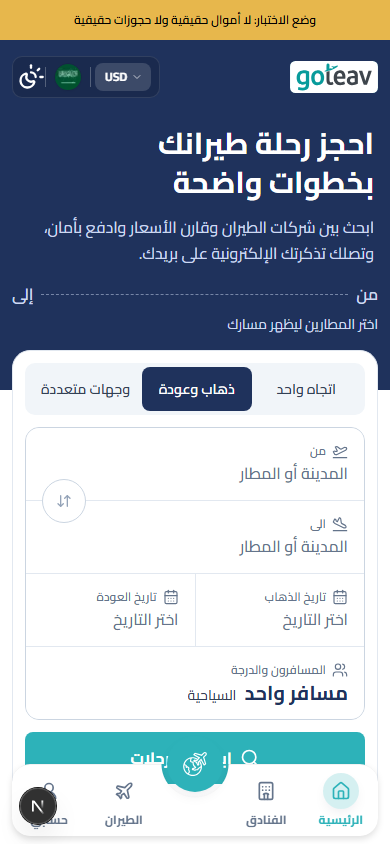 وضع الاختبار: لا أموال حقيقية ولا حجوزات حقيقية
goteav
USD
احجز رحلة طيرانك
بخطوات واضحة
ابحث بين شركات الطيران وقارن الأسعار وادفع بأمان،
وتصلك تذكرتك الإلكترونية على بريدك.
من
إلى
اختر المطارين ليظهر مسارك
اتجاه واحد
ذهاب وعودة
وجهات متعددة
من
المدينة أو المطار
الى
المدينة أو المطار
تاريخ الذهاب
اختر التاريخ
تاريخ العودة
اختر التاريخ
المسافرون والدرجة
مسافر واحد السياحية
الرئيسية
الفنادق
الطيران
N